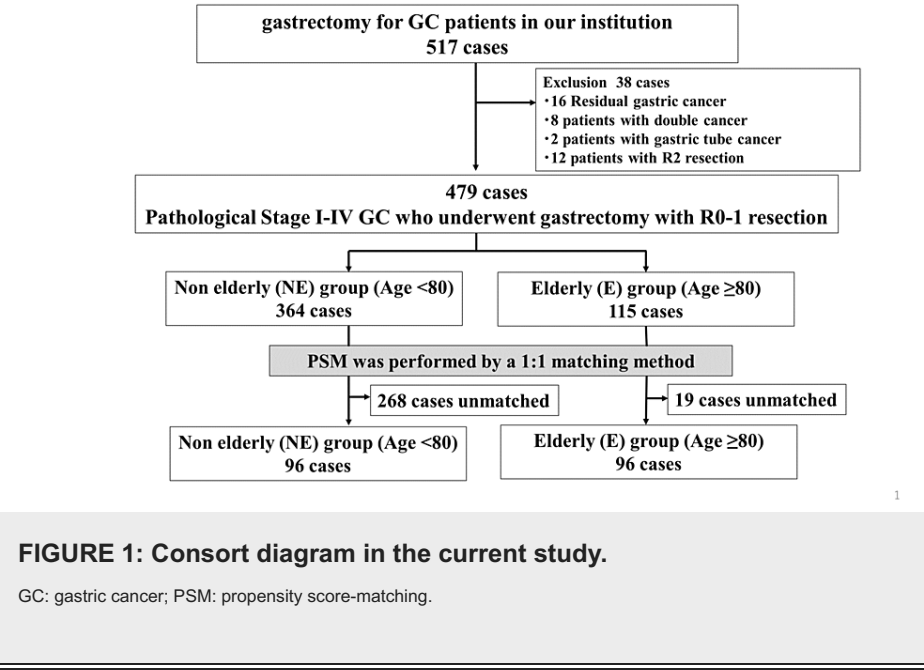 gastrectomy for GC patients in our institution
517 cases
Exclusion 38 cases
・16 Residual gastric cancer
・8 patients with double cancer
・2 patients with gastric tube cancer
・12 patients with R2 resection
479 cases
Pathological Stage I-IV GC who underwent gastrectomy with R0-1 resection
Non elderly (NE) group (Age <80)
364 cases
Elderly (E) group (Age ≥80)
115 cases
PSM was performed by a 1:1 matching method
268 cases unmatched
19 cases unmatched
Non elderly (NE) group (Age <80)
96 cases
Elderly (E) group (Age ≥80)
96 cases
1
FIGURE 1: Consort diagram in the current study.
GC: gastric cancer; PSM: propensity score-matching.